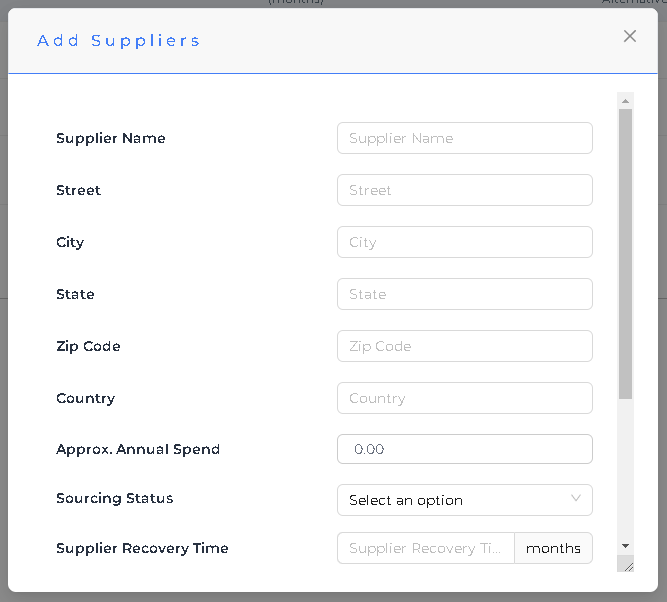 (months)
Alternative
Add Suppliers
Supplier Name Supplier Name
Street Street
City City
State State
Zip Code Zip Code
Country Country
Approx. Annual Spend 0.00
Sourcing Status Select an option
Supplier Recovery Time Supplier Recovery Ti... months